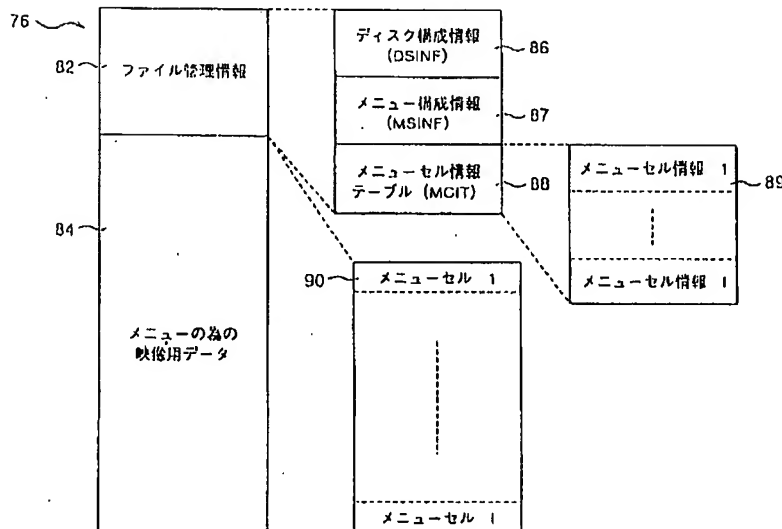 76
82
ファイル管理情報
ディスク構成情報
(DSINF)
86
メニュー構成情報
(MSINF)
87
メニューセル情報
テーブル (MCIT)
88
メニューセル情報 1
89
メニューセル情報 I
84
メニューの為の
映像用データ
90
メニューセル 1
メニューセル I